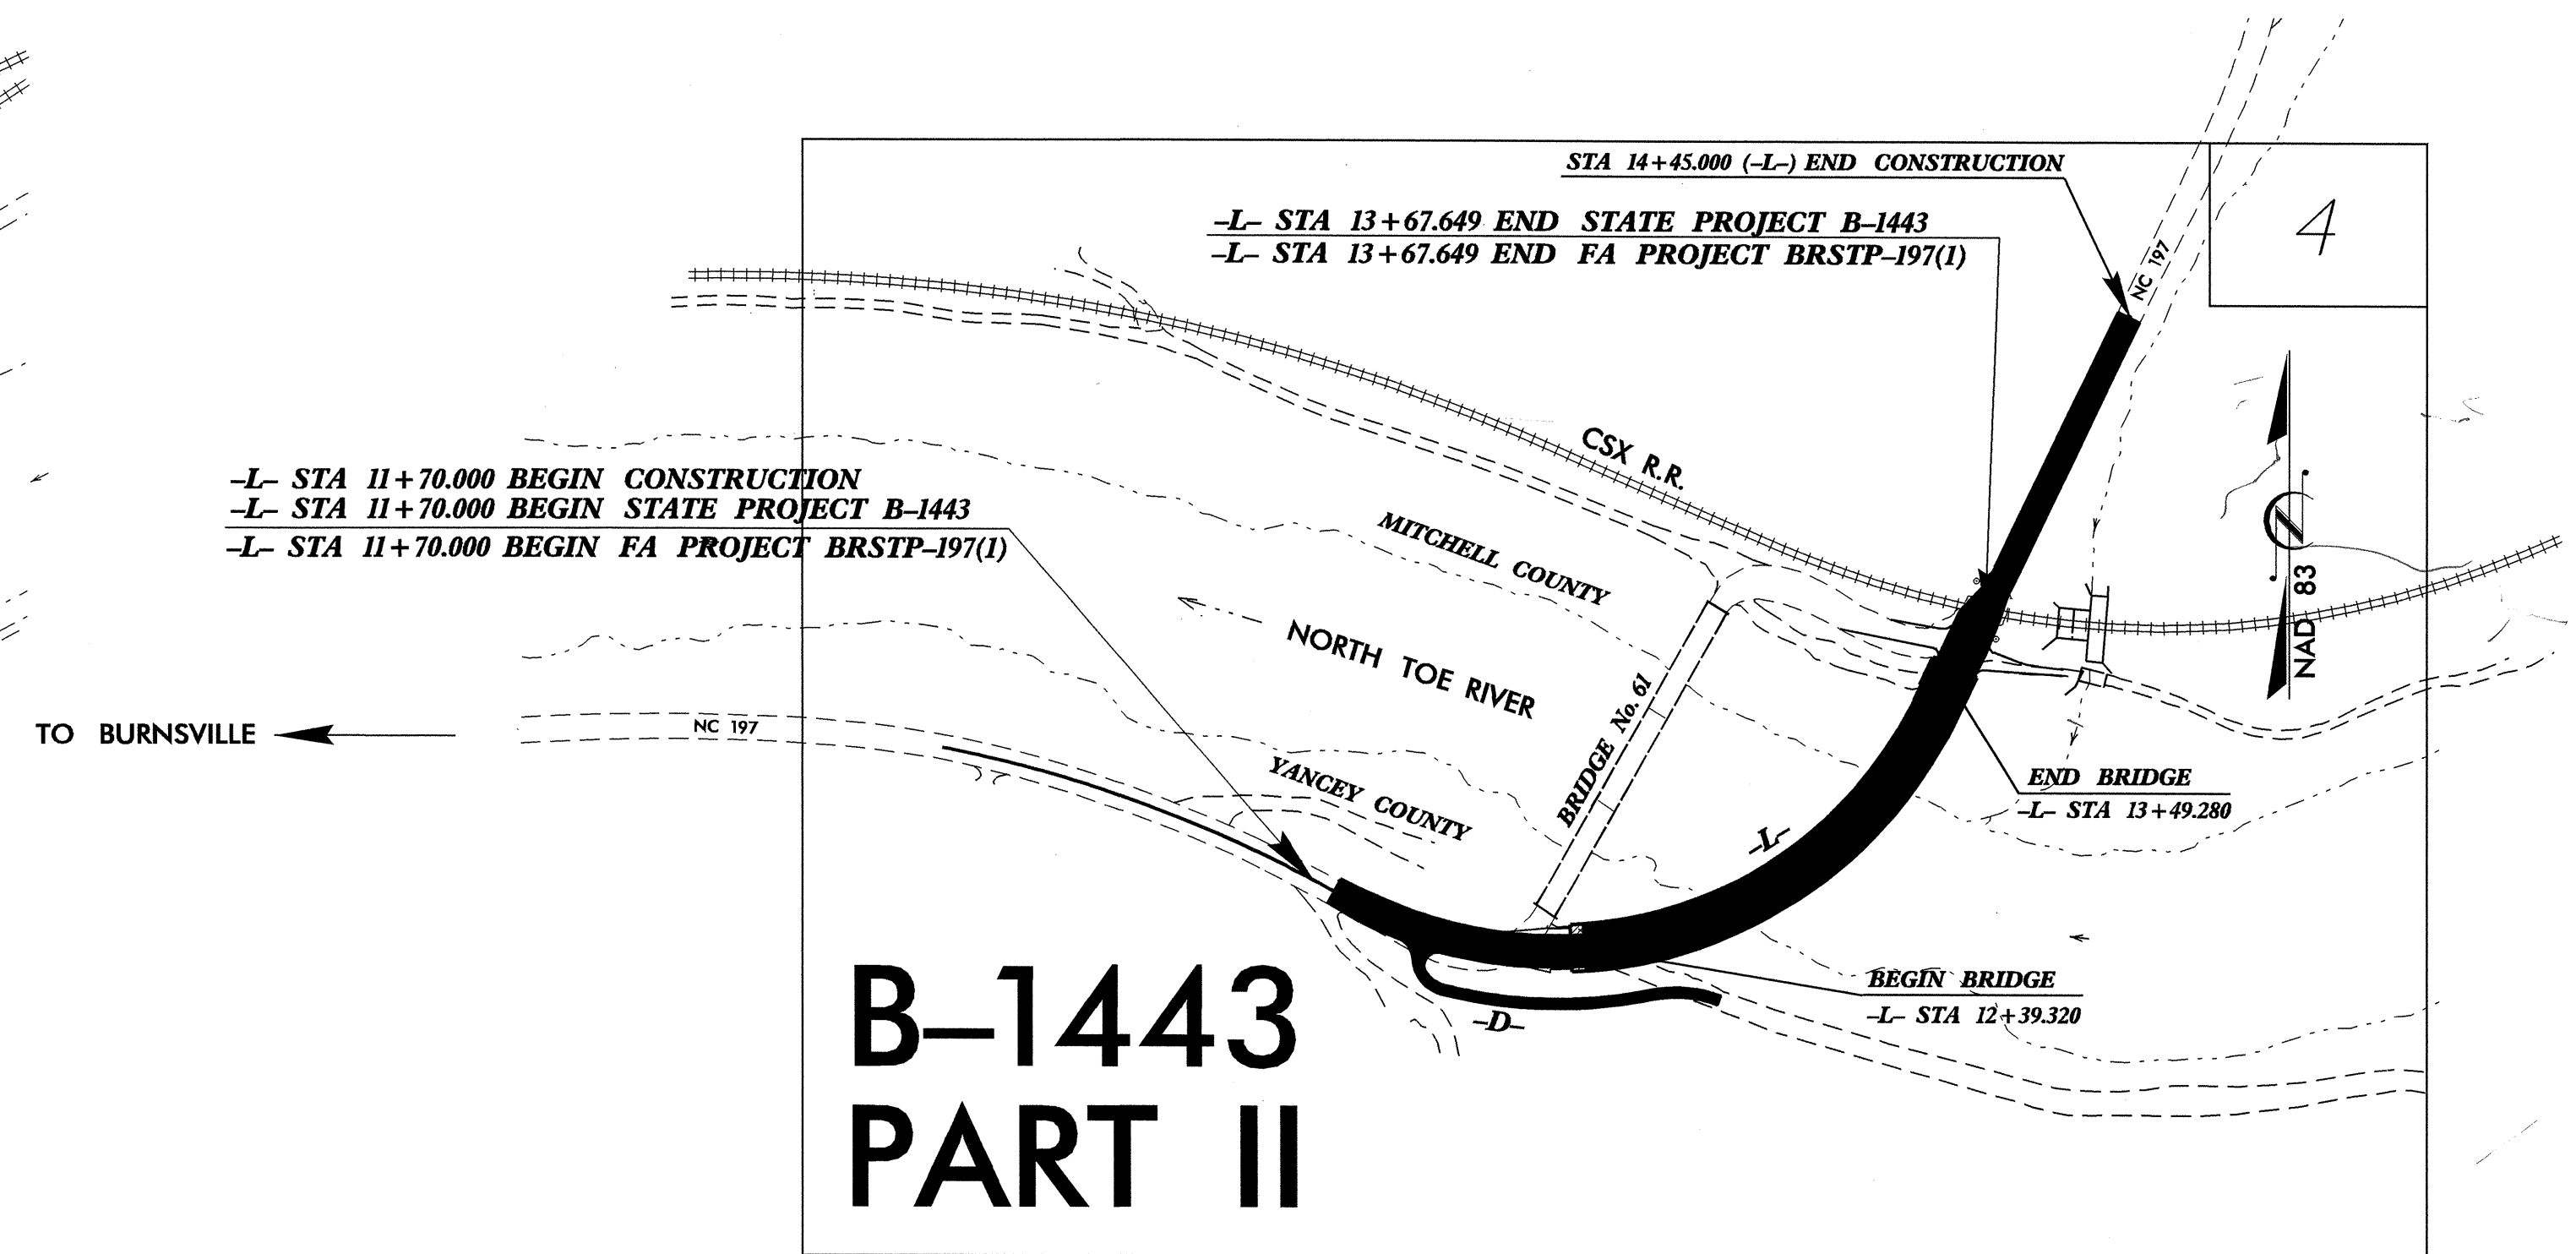 STA 14+45.000 (-L-) END CONSTRUCTION
-L- STA 13+67.649 END STATE PROJECT B-1443
-L- STA 13+67.649 END FA PROJECT BRSTP-197(1)
4
NC 197
CSX R.R.
-L- STA 11+70.000 BEGIN CONSTRUCTION
-L- STA 11+70.000 BEGIN STATE PROJECT B-1443
-L- STA 11+70.000 BEGIN FA PROJECT BRSTP-197(1)
MITCHELL COUNTY
NORTH TOE RIVER
NAD 83
N
BRIDGE No. 61
TO BURNSVILLE
NC 197
YANCEY COUNTY
-L-
END BRIDGE
-L- STA 13+49.280
BEGIN BRIDGE
-L- STA 12+39.320
-D-
B-1443
PART II